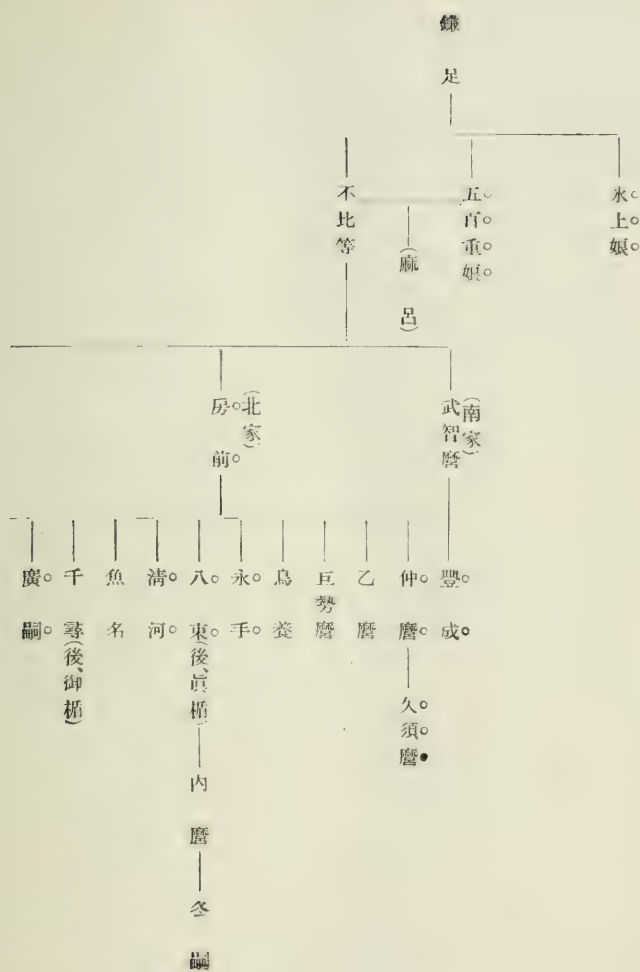 鎌足
氷上娘
五百重娘
(麻呂)
不比等
(南家)
武智麿
(北家)
房前
豐成
仲麿
久須麿
乙麿
巨勢麿
鳥養
永手
八束(後、眞楯)
内麿
冬嗣
清河
魚名
千尋(後、御楯)
廣嗣